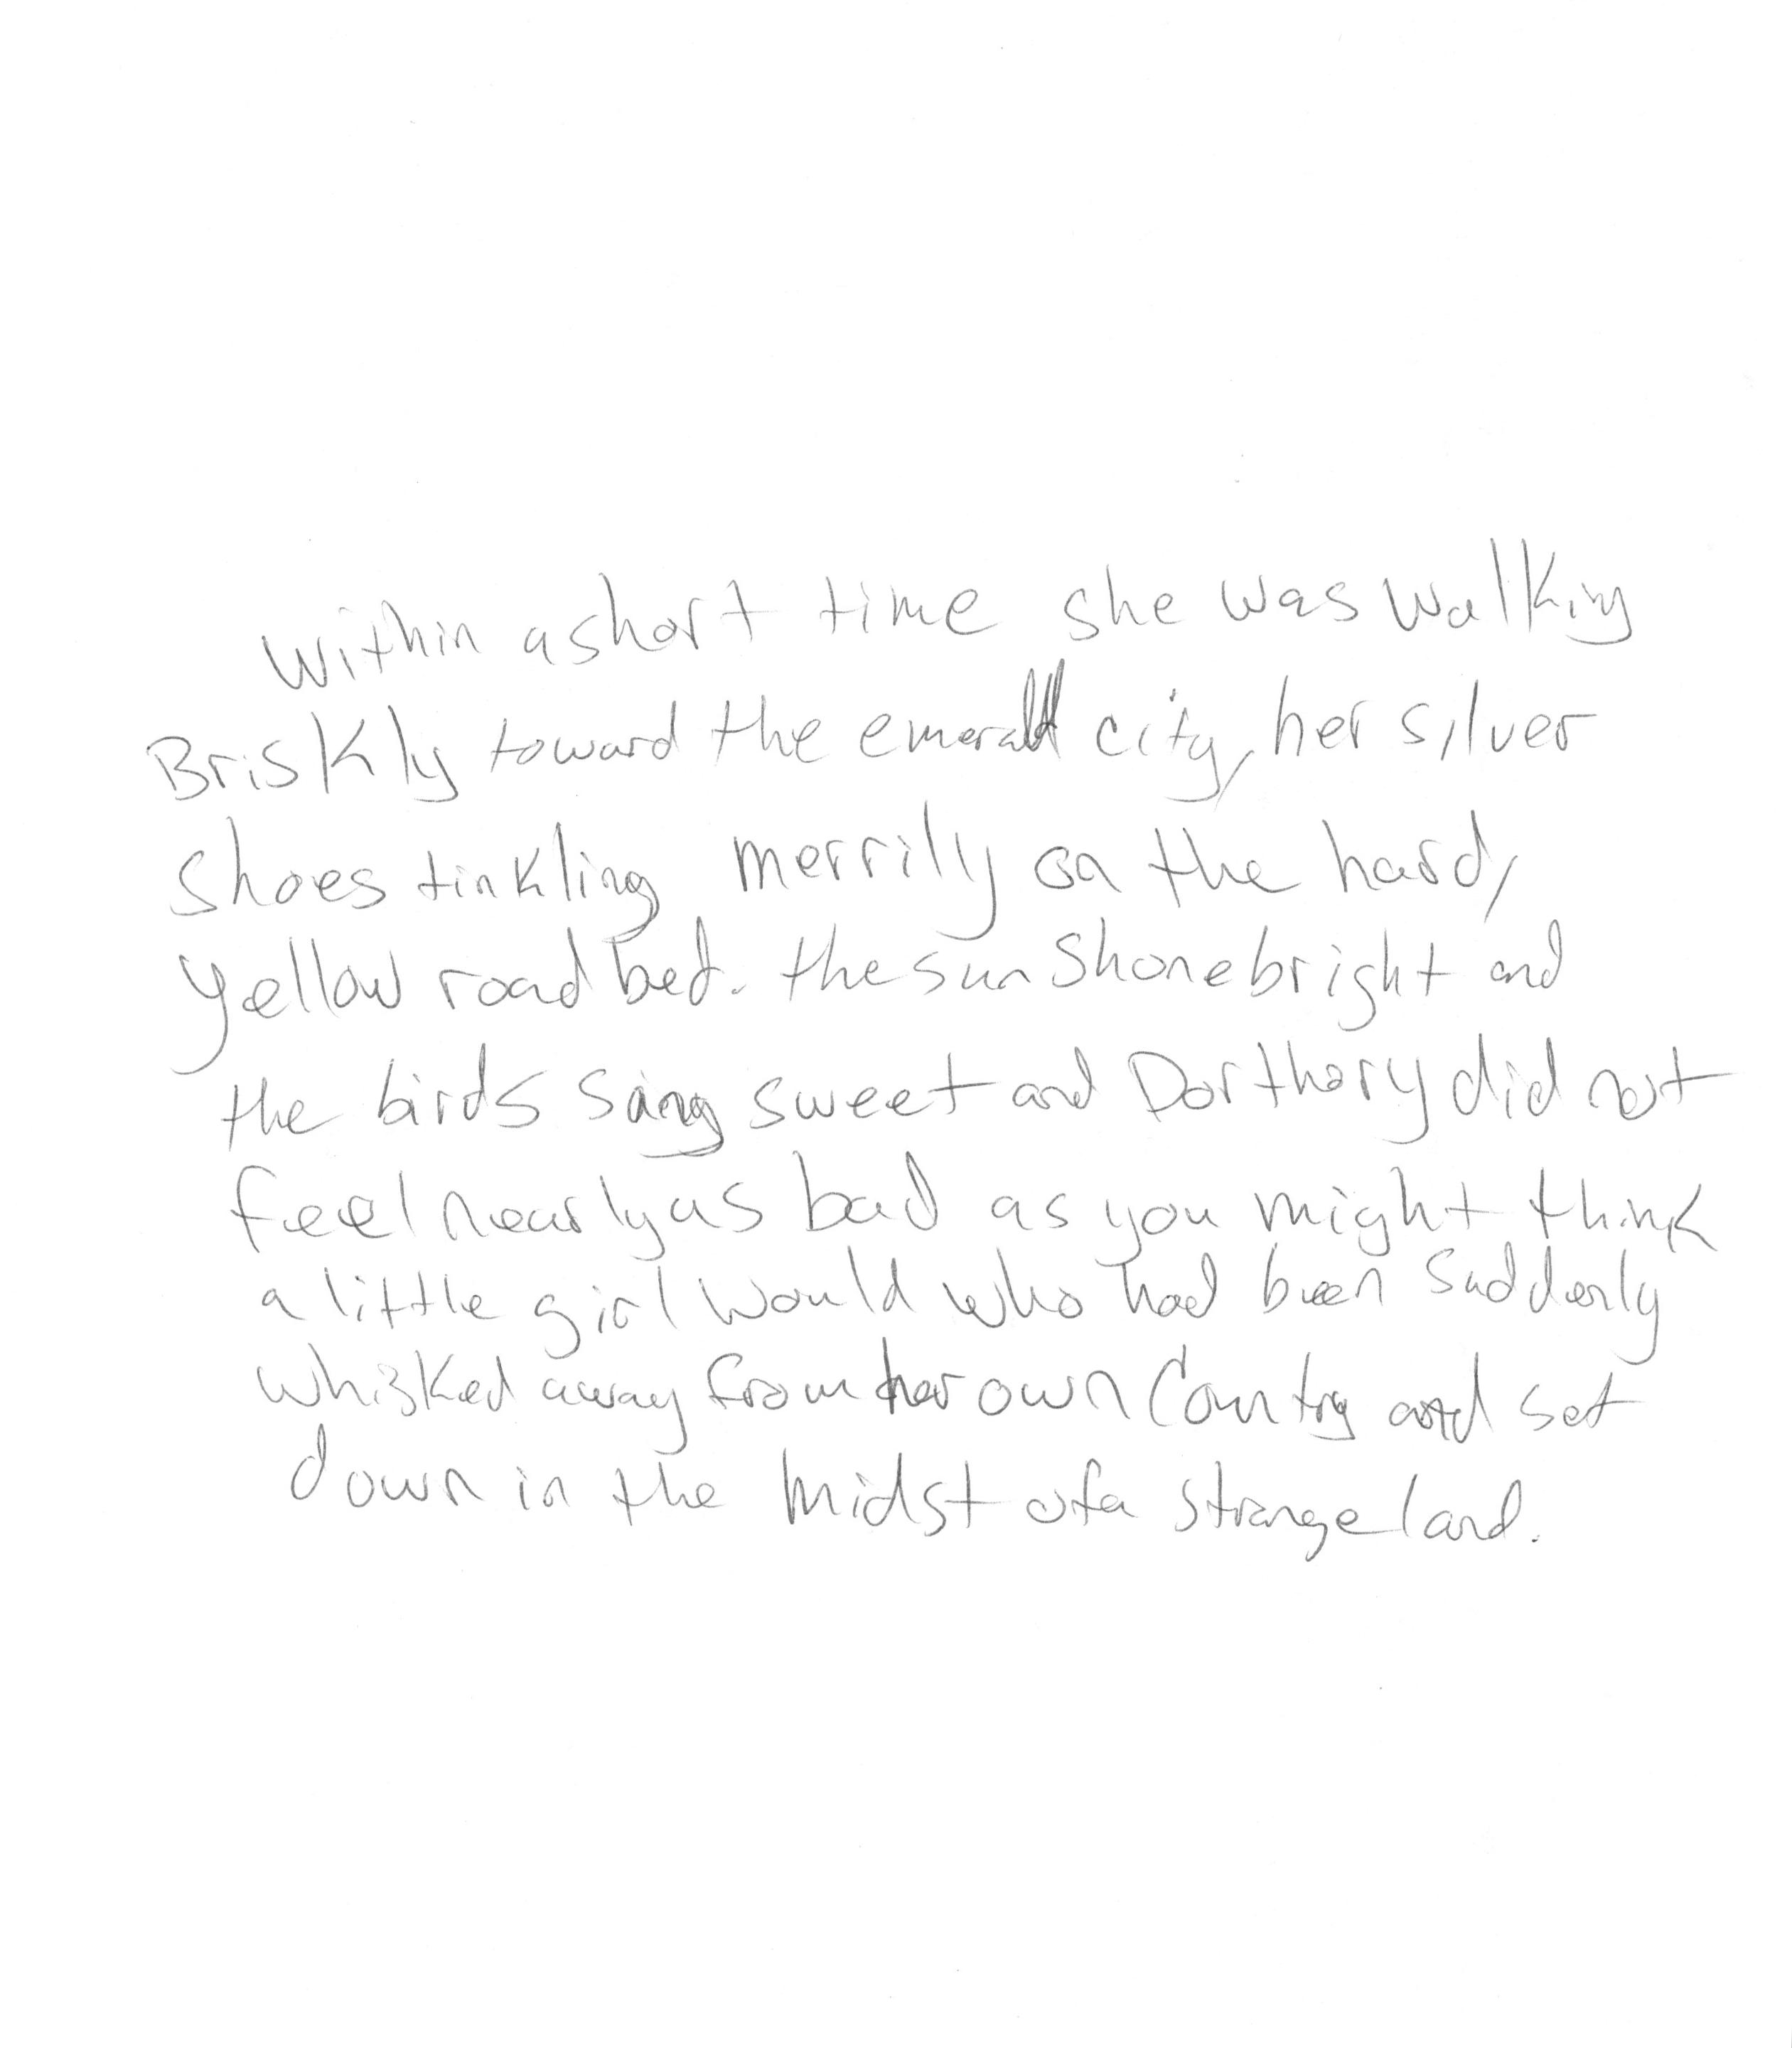 Within a short time she was walking
Briskly toward the emerald city, her silver
shoes tinkling merrily on the hard,
yellow road bed. the sun shone bright and
the birds sang sweet and Dorthory did not
feel nearly as bad as you might think
a little girl would who had been suddenly
whisked away from her own Country and set
down in the midst of a strange land.